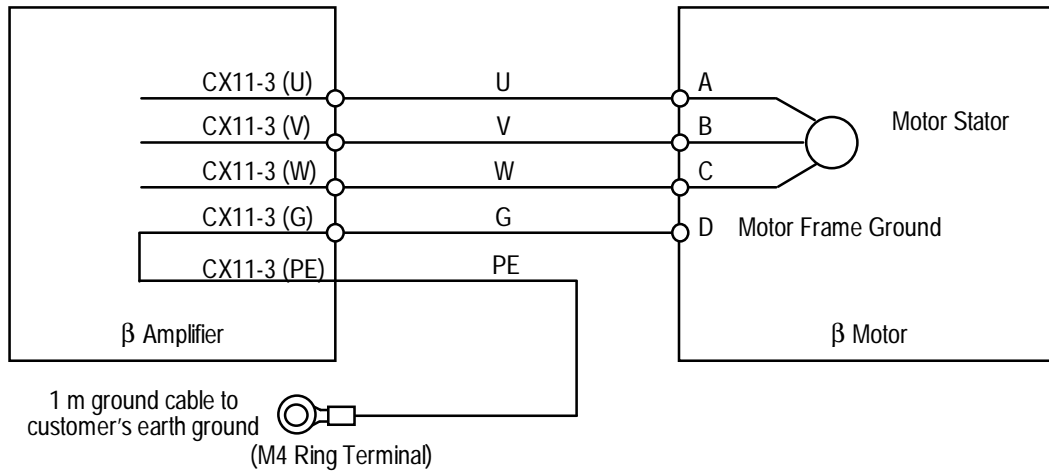 CX11-3 (U)
U
A
CX11-3 (V)
V
B
Motor Stator
CX11-3 (W)
W
C
CX11-3 (G)
G
D
Motor Frame Ground
CX11-3 (PE)
PE
β Amplifier
β Motor
1 m ground cable to
customer's earth ground
(M4 Ring Terminal)